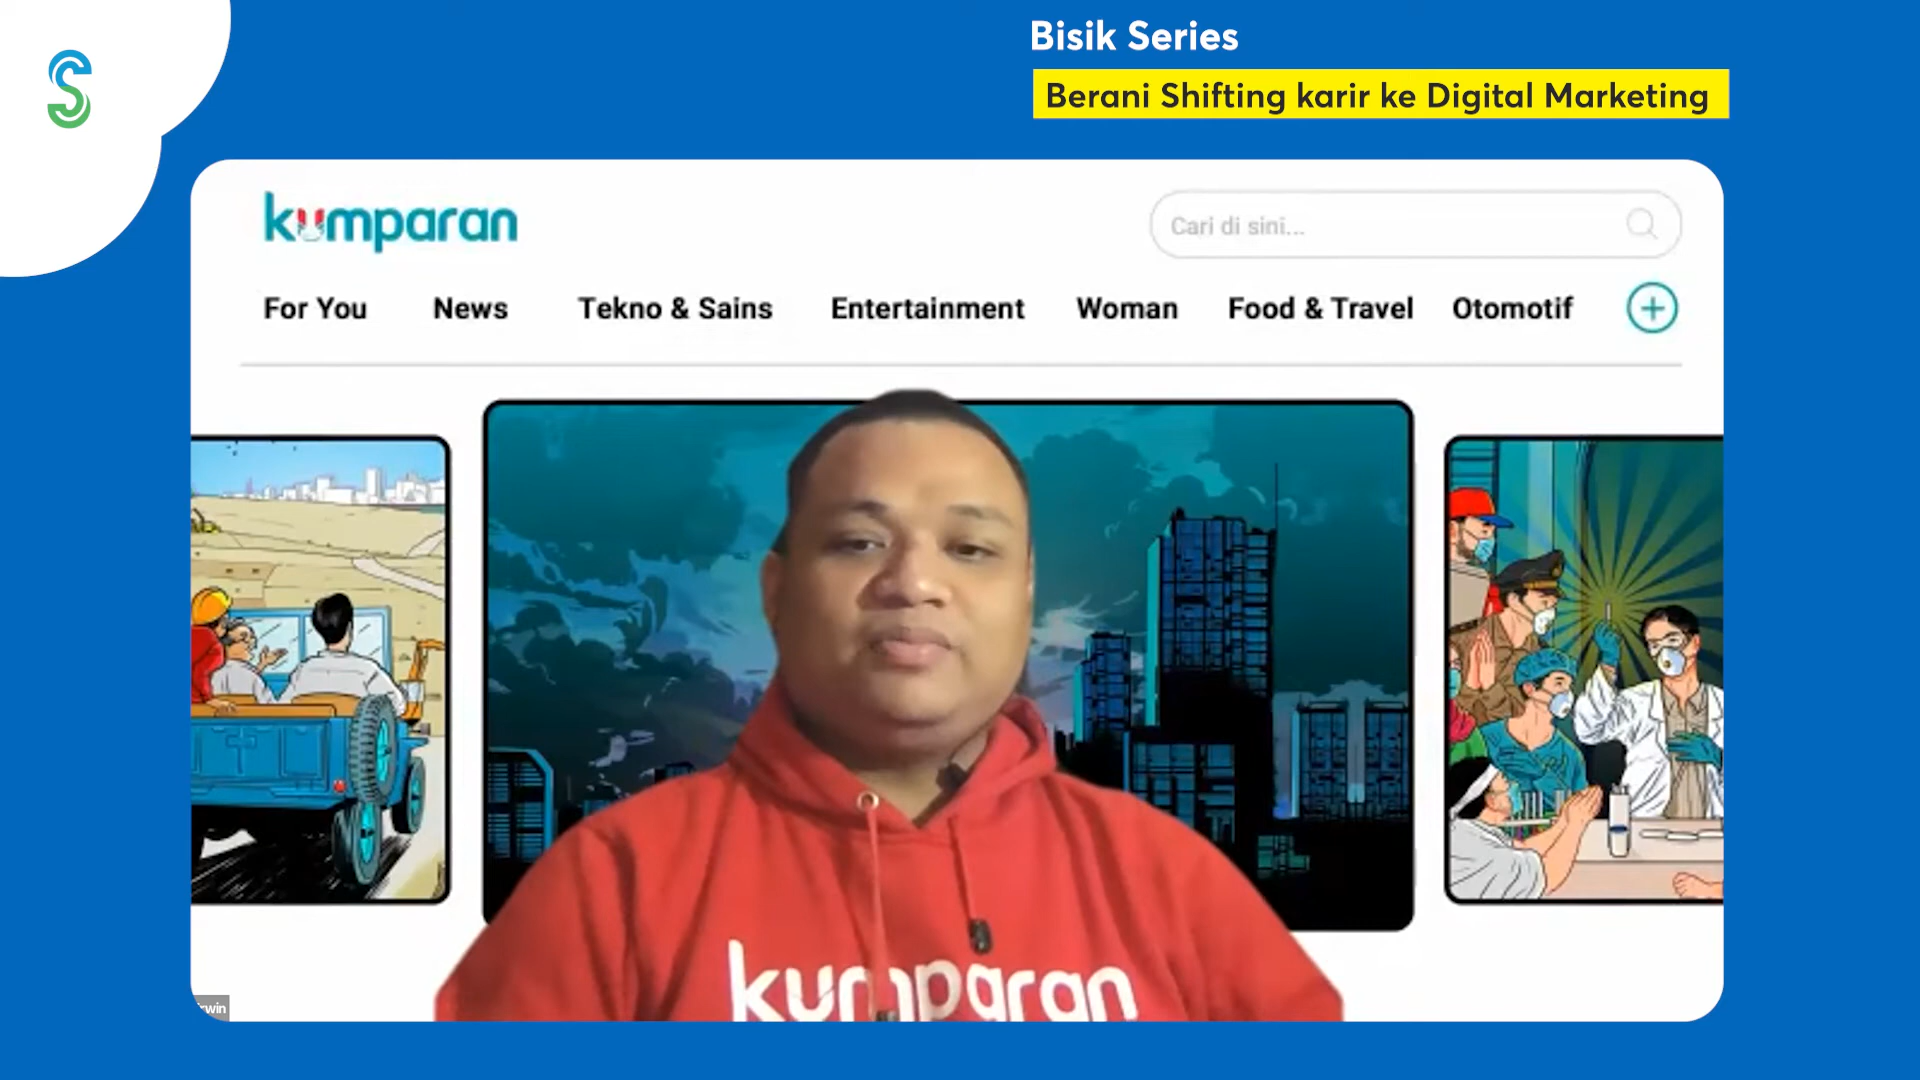 Bisik Series
Berani Shifting karir ke Digital Marketing
kumparan
Cari di sini...
For You News Tekno & Sains Entertainment Woman Food & Travel Otomotif
kumparan